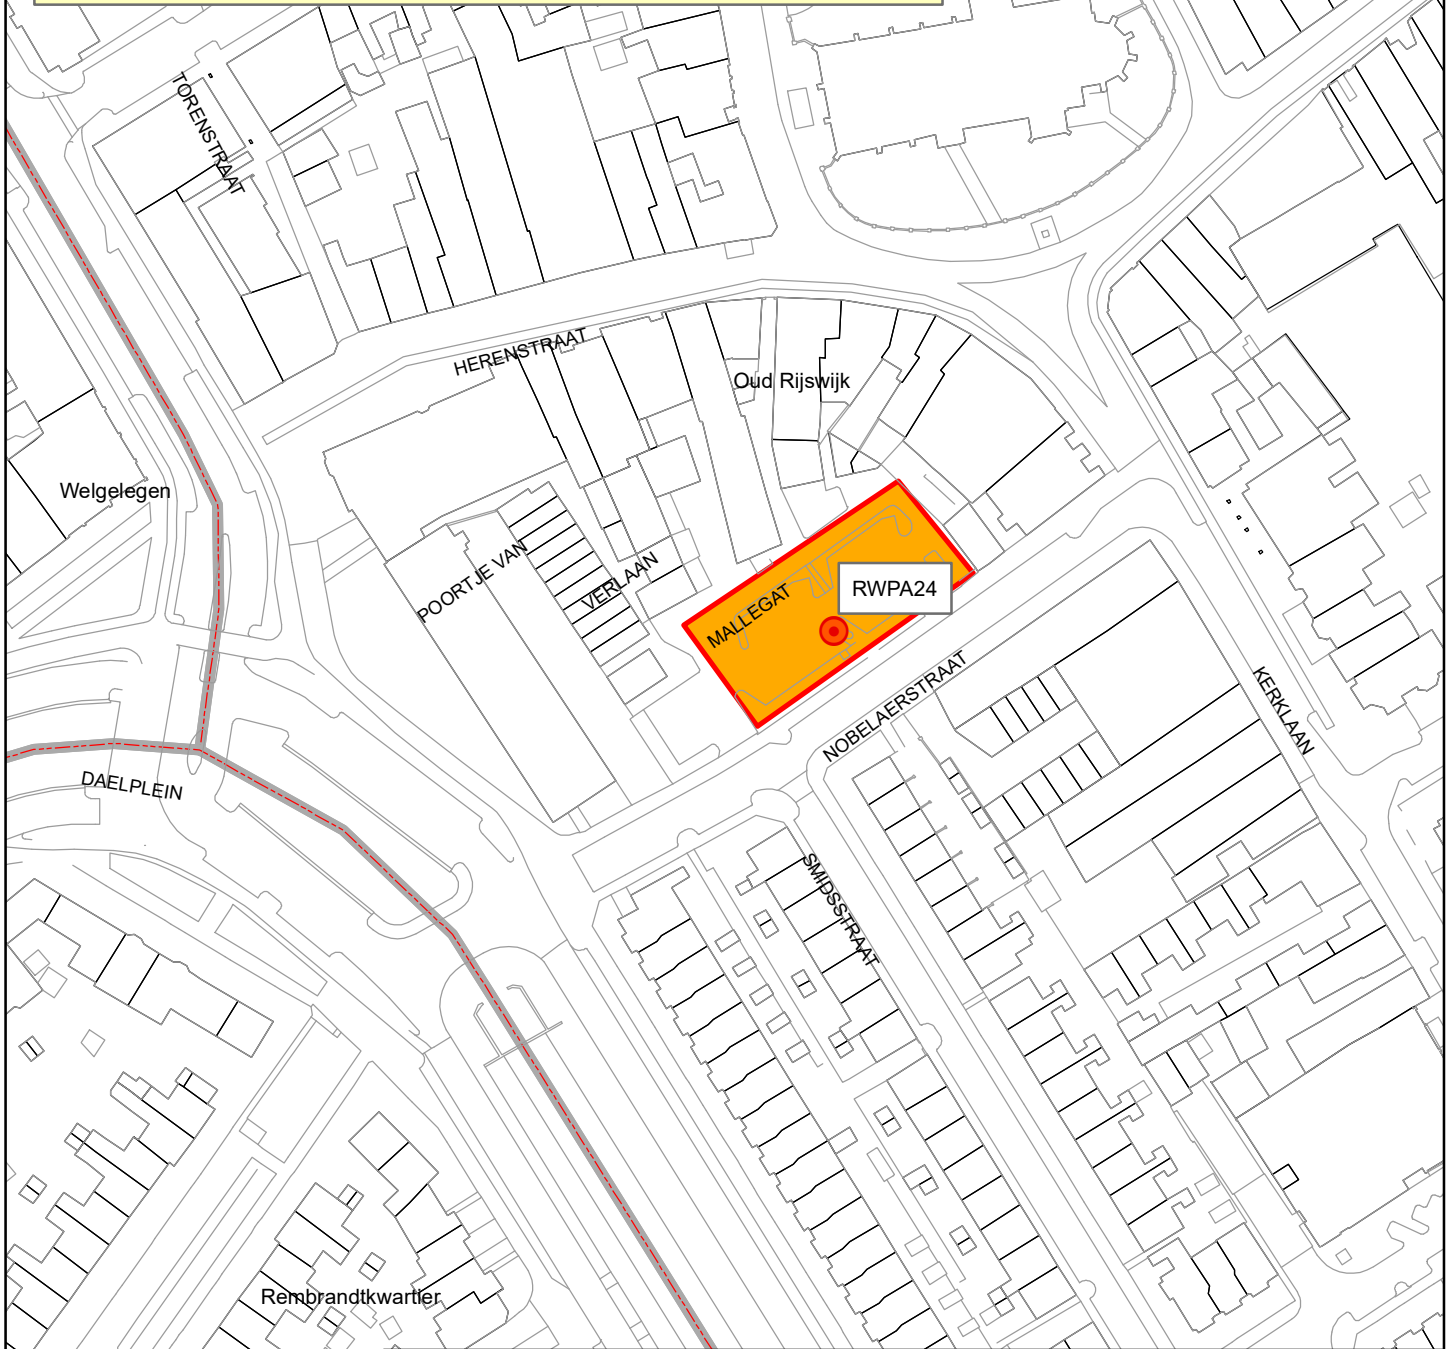 TORENSTRAAT
HERENSTRAAT
Oud Rijswijk
Welgelegen
POORTJE VAN
VERLAAN
MALLEGAT
RWPA24
NOBELAERSTRAAT
KERKLAAN
DAELPLEIN
SMIDSSTRAAT
Rembrandtkwartier